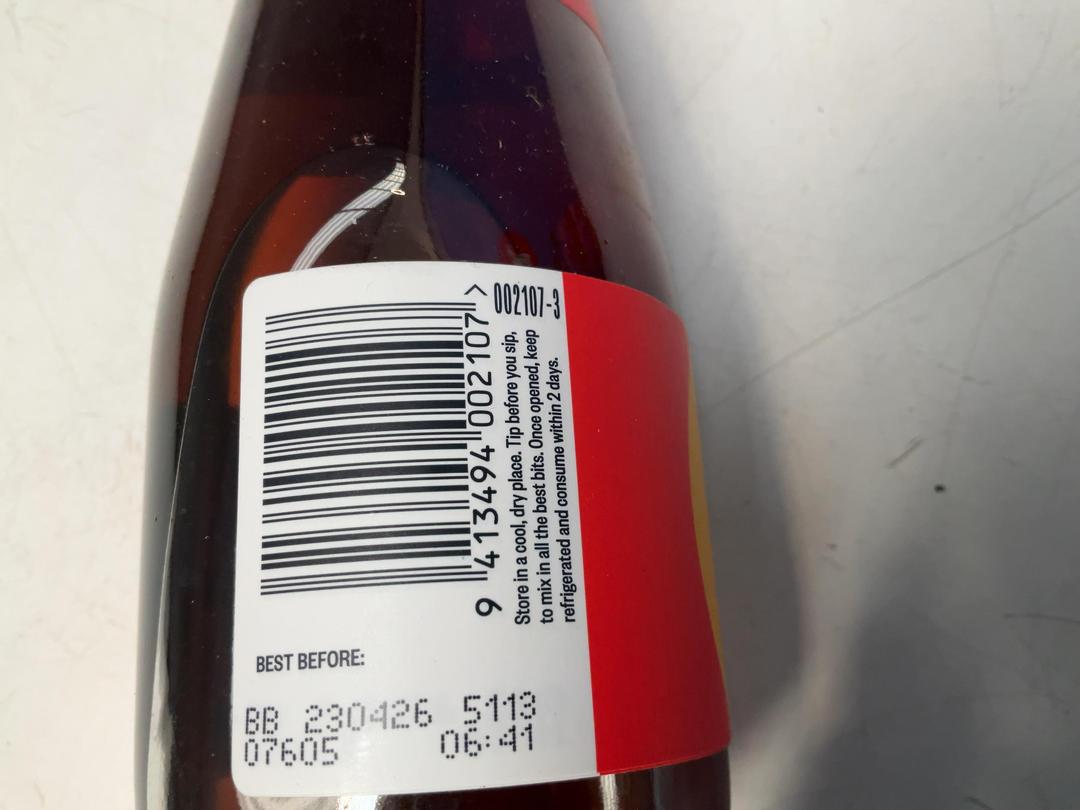 002107-3
9 413494 002107 >
Store in a cool, dry place. Tip before you sip,
to mix in all the best bits. Once opened, keep
refrigerated and consume within 2 days.
BEST BEFORE:
BB 230426 5113
07605 06:41